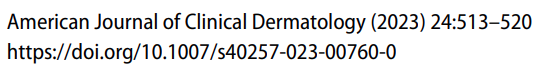 American Journal of Clinical Dermatology (2023) 24:513–520
https://doi.org/10.1007/s40257-023-00760-0